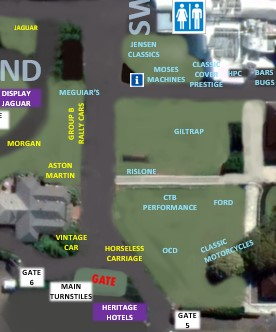 SW
JAGUAR
JENSEN
CLASSICS
ND
MOSES
MACHINES
CLASSIC
COVER
PRESTIGE
HPC
BARS
BUGS
i
DISPLAY
JAGUAR
MEGUIAR'S
E
GROUP B
RALLY CARS
GILTRAP
MORGAN
ASTON
MARTIN
RISLONE
CTB
PERFORMANCE
FORD
VINTAGE
CAR
HORSELESS
CARRIAGE
OCD
CLASSIC
MOTORCYCLES
GATE
6
MAIN
TURNSTILES
GATE
HERITAGE
HOTELS
GATE
5